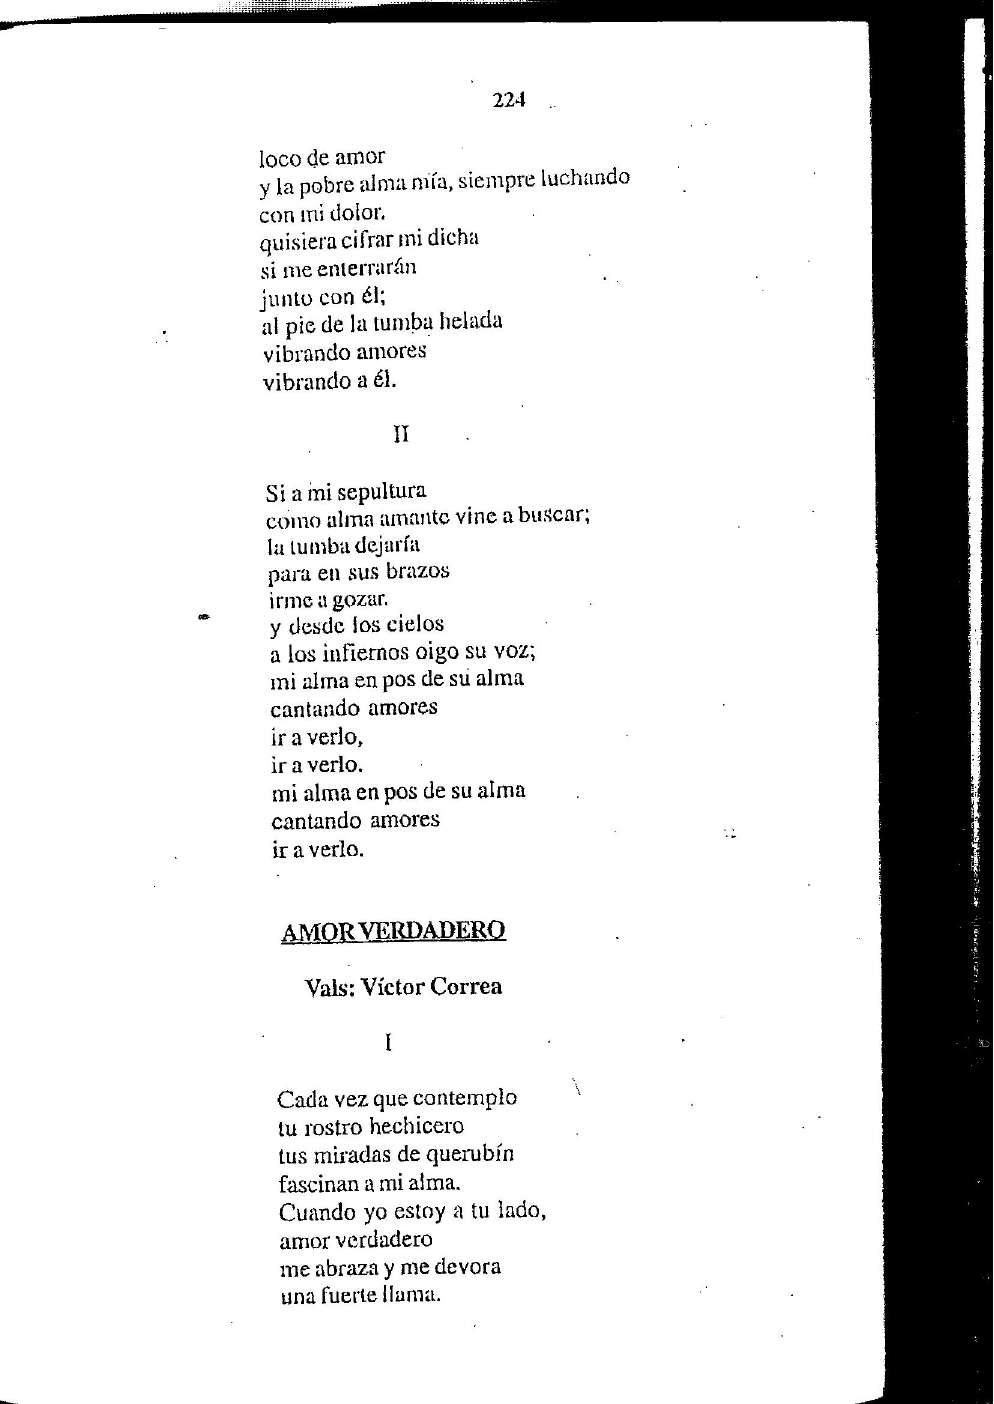 224
loco de amor
y la pobre alma mía, siempre luchando
con mi dolor.
quisiera cifrar mi dicha
si me enterrarán
junto con él;
al pie de la tumba helada
vibrando amores
vibrando a él.
II
Si a mi sepultura
como alma amante vine a buscar;
la tumba dejaría
para en sus brazos
irme a gozar.
y desde los cielos
a los infiernos oigo su voz;
mi alma en pos de su alma
cantando amores
ir a verlo,
ir a verlo.
mi alma en pos de su alma
cantando amores
ir a verlo.
AMOR VERDADERO
Vals: Víctor Correa
I
Cada vez que contemplo
tu rostro hechicero
tus miradas de querubín
fascinan a mi alma.
Cuando yo estoy a tu lado,
amor verdadero
me abraza y me devora
una fuerte llama.